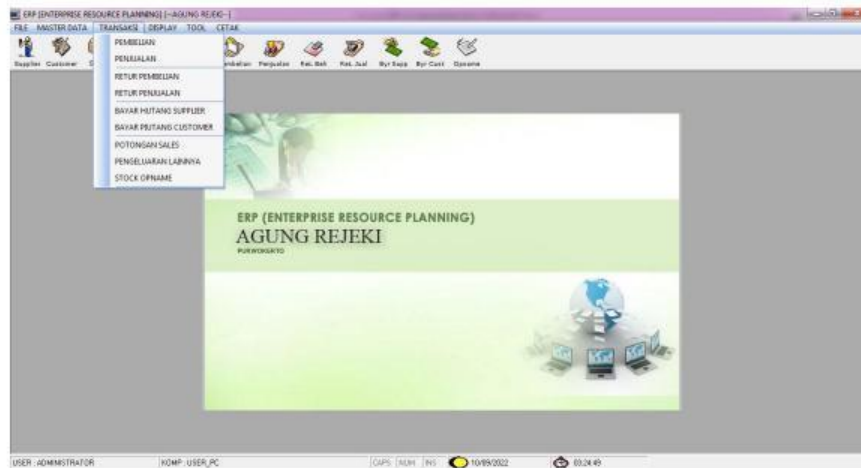 ERP (ENTERPRISE RESOURCE PLANNING) [--AGUNG REJEKI--]
FILE MASTER DATA TRANSAKSI DISPLAY TOOL CETAK
Supplier Customer Penjualan Ret. Beli Ret. Jual Byr Supp Byr Cust Opname
PEMBELIAN
PENJUALAN
RETUR PEMBELIAN
RETUR PENJUALAN
BAYAR HUTANG SUPPLIER
BAYAR PIUTANG CUSTOMER
POTONGAN SALES
PENGELUARAN LAINNYA
STOCK OPNAME
ERP (ENTERPRISE RESOURCE PLANNING)
AGUNG REJEKI
PURWOKERTO
USER : ADMINISTRATOR KOMP : USER_PC CAPS NUM INS 10/09/2022 03:24:49